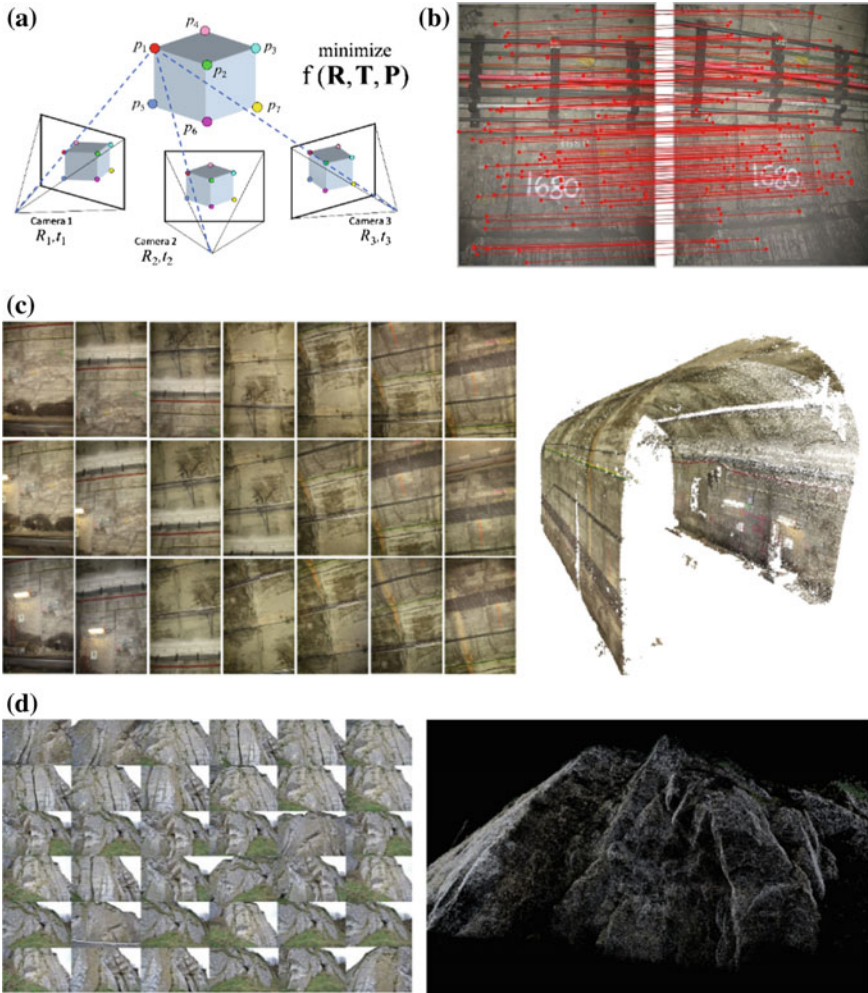 (a)
p₄
p₁
p₃
minimize
p₂
f (R, T, P)
p₅
p₇
p₆
Camera 1
R₁, t₁
Camera 2
R₂, t₂
Camera 3
R₃, t₃
(b)
1680
1680
(c)
(d)